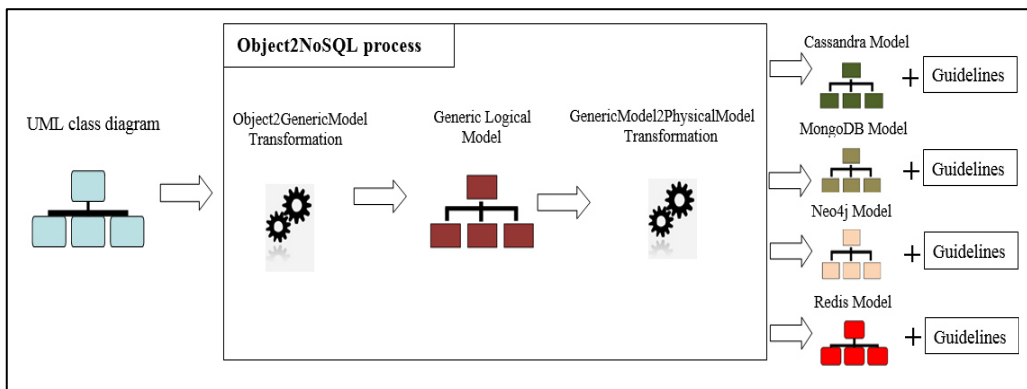 Object2NoSQL process
UML class diagram
Object2GenericModel
Transformation
Generic Logical
Model
GenericModel2PhysicalModel
Transformation
Cassandra Model
+
Guidelines
MongoDB Model
+
Guidelines
Neo4j Model
+
Guidelines
Redis Model
+
Guidelines